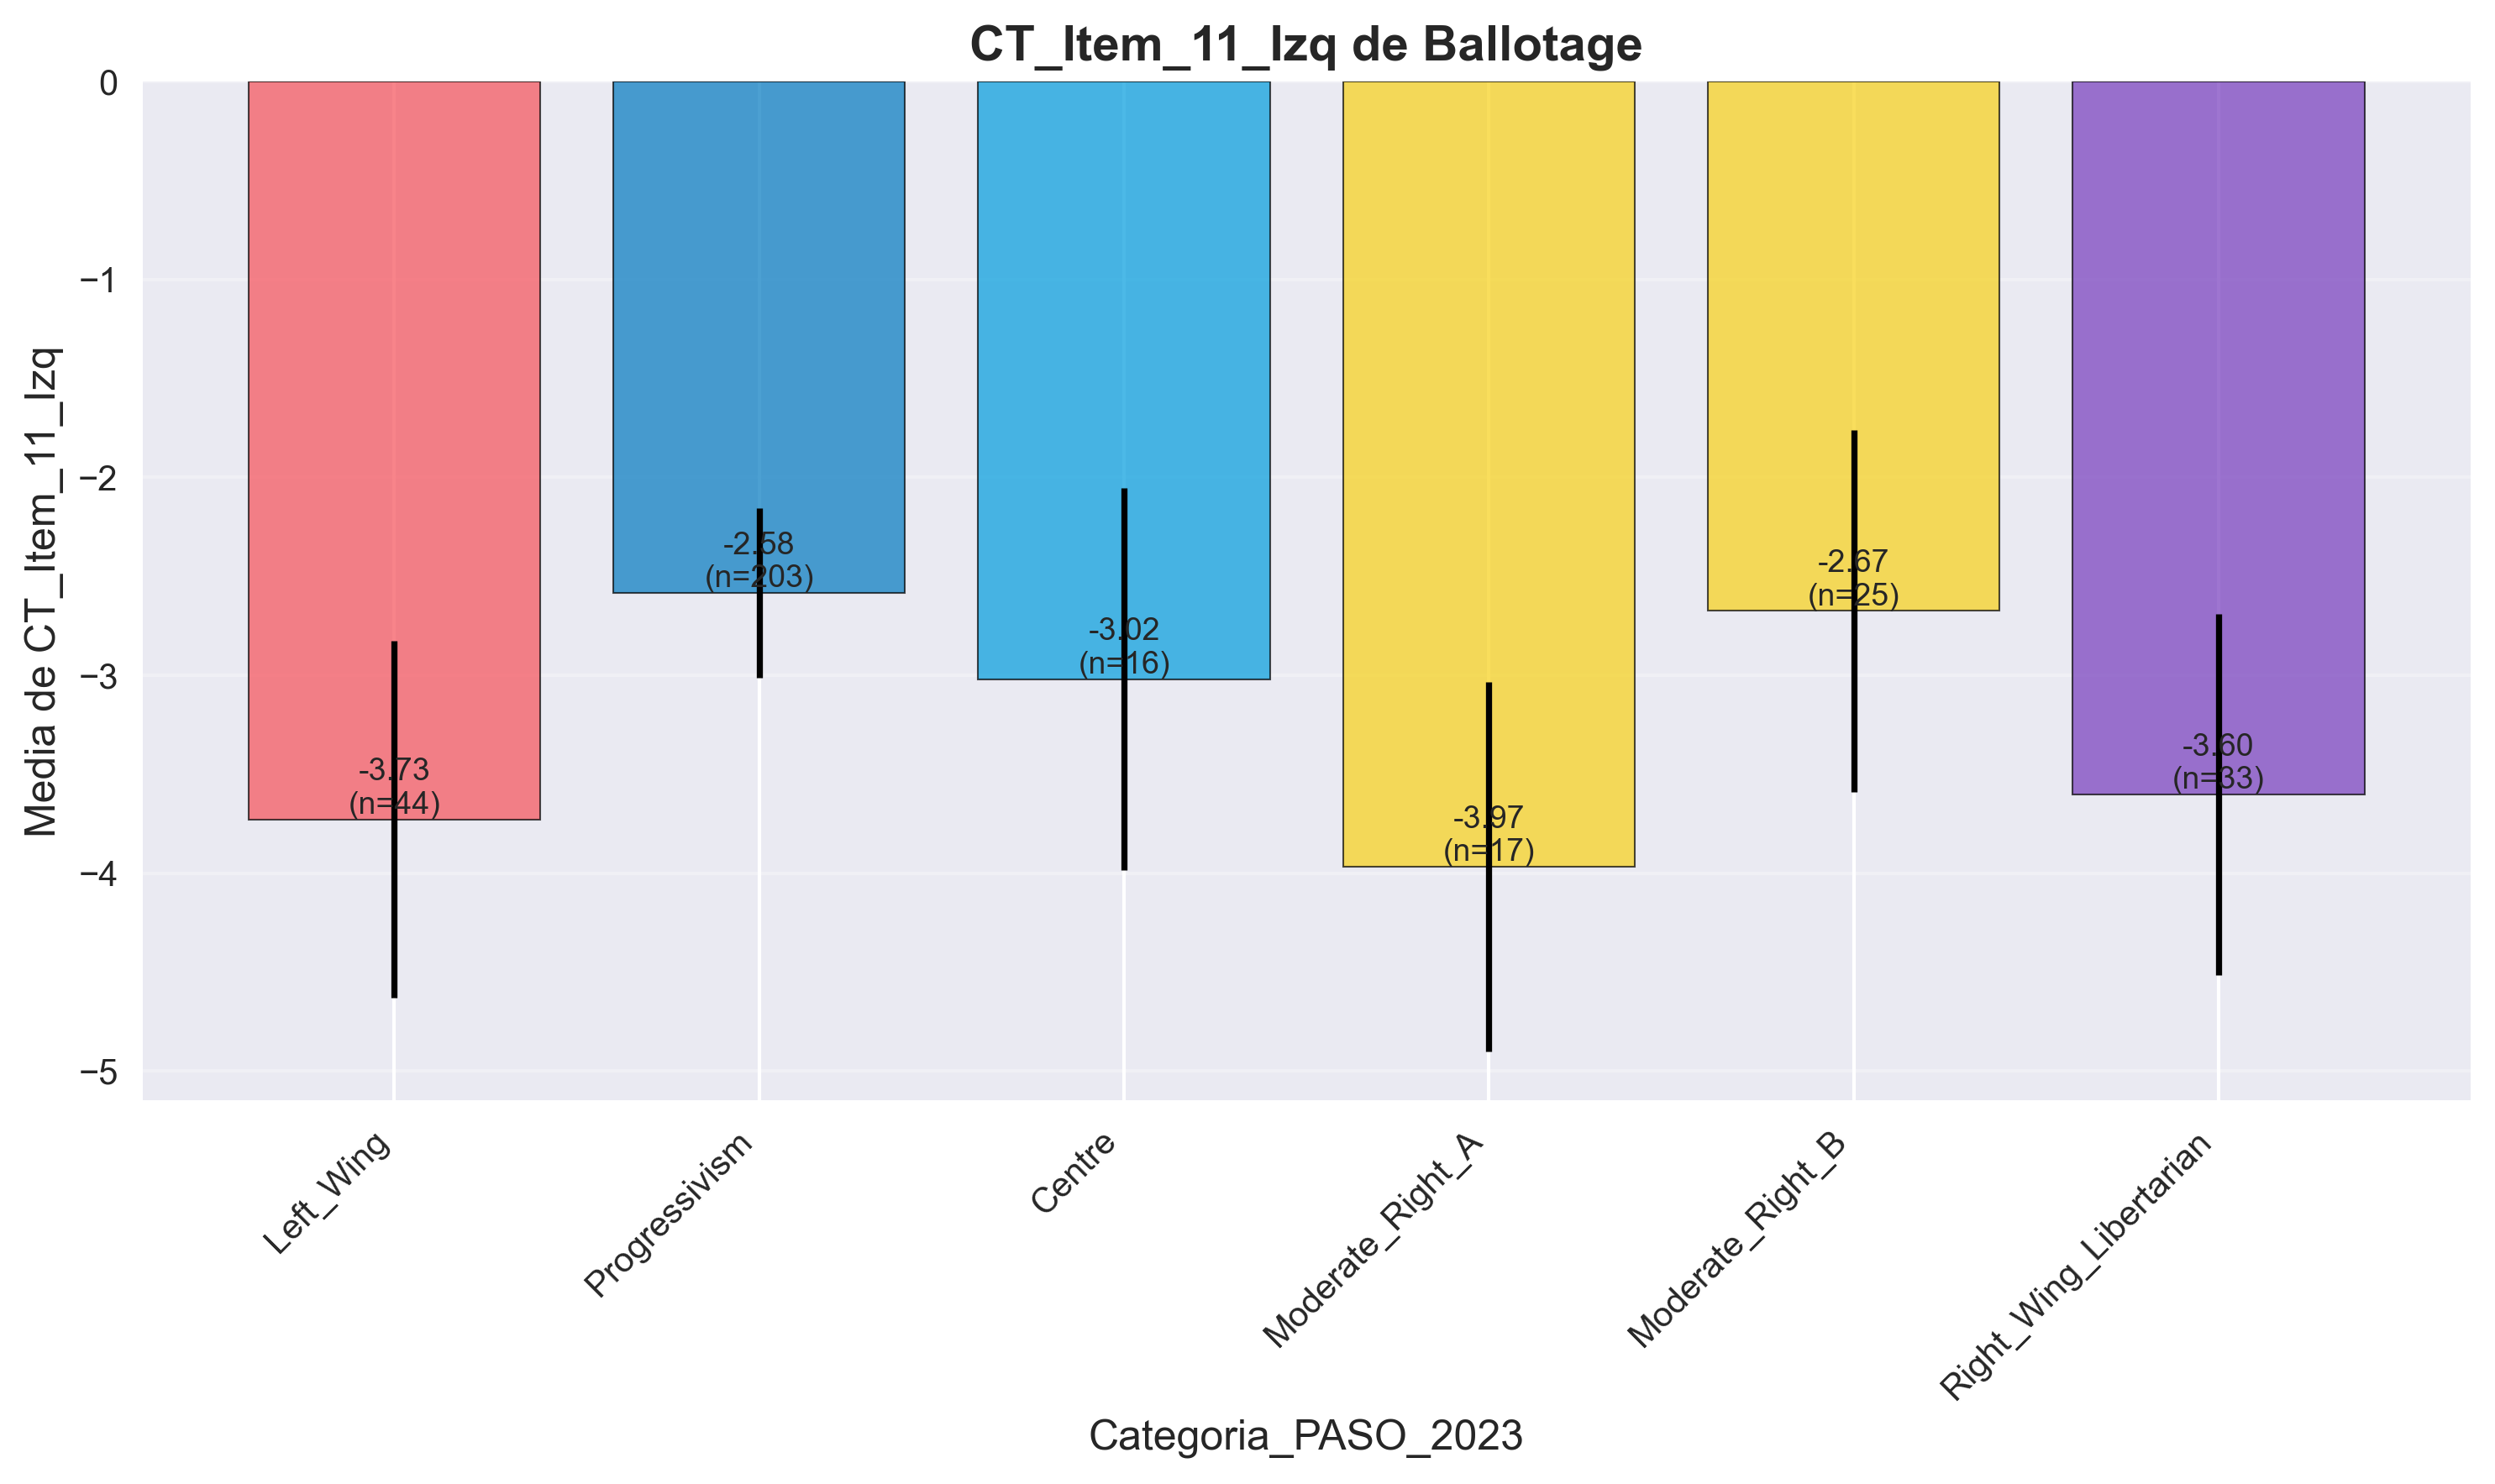 CT_Item_11_Izq de Ballotage
Media de CT_Item_11_Izq
0
−1
−2
−3
−4
−5
-3.73
(n=44)
-2.58
(n=203)
-3.02
(n=16)
-3.97
(n=17)
-2.67
(n=25)
-3.60
(n=33)
Left_Wing
Progressivism
Centre
Moderate_Right_A
Moderate_Right_B
Right_Wing_Libertarian
Categoria_PASO_2023